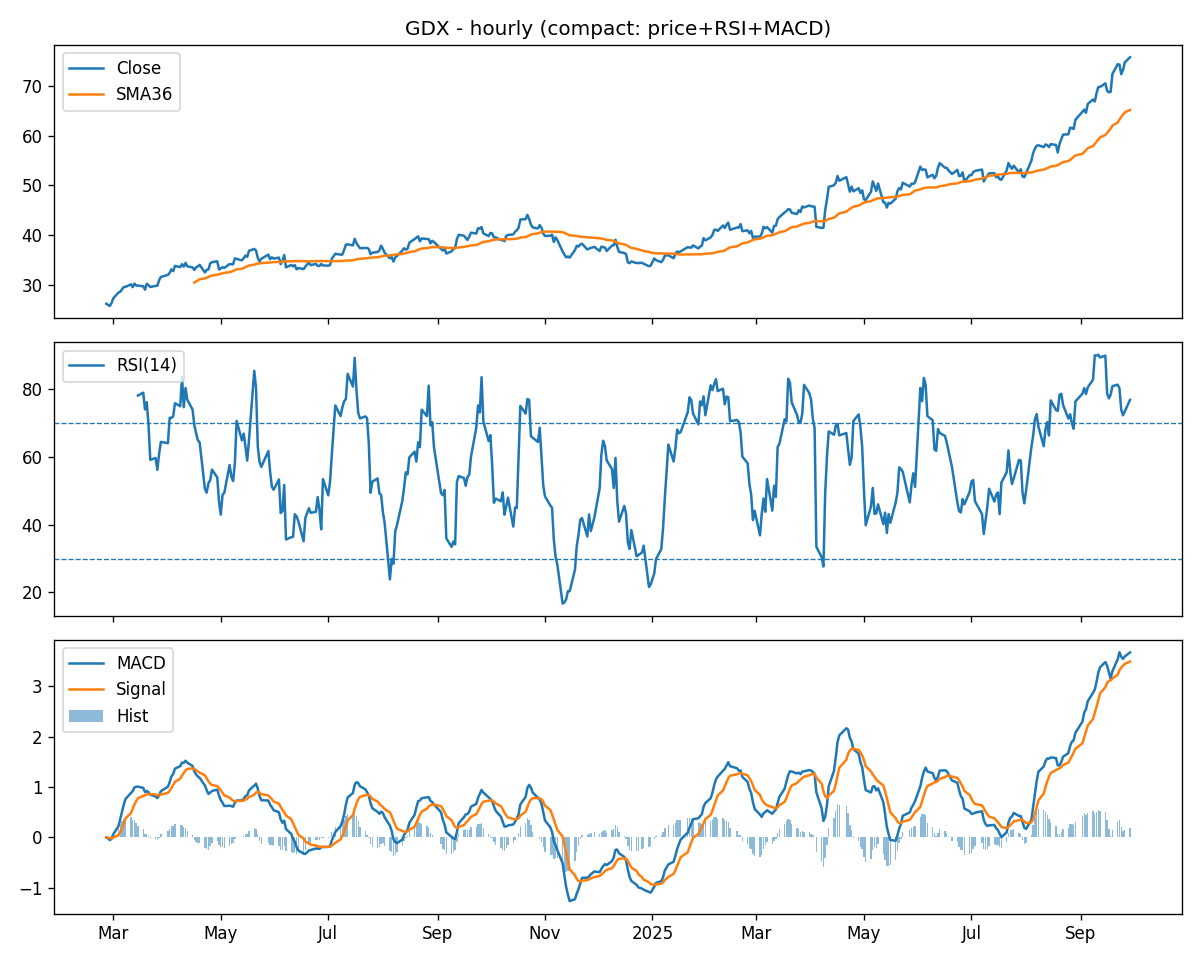 GDX - hourly (compact: price+RSI+MACD)
Close
SMA36
70
60
50
40
30
RSI(14)
80
60
40
20
MACD
Signal
Hist
3
2
1
0
−1
Mar
May
Jul
Sep
Nov
2025
Mar
May
Jul
Sep